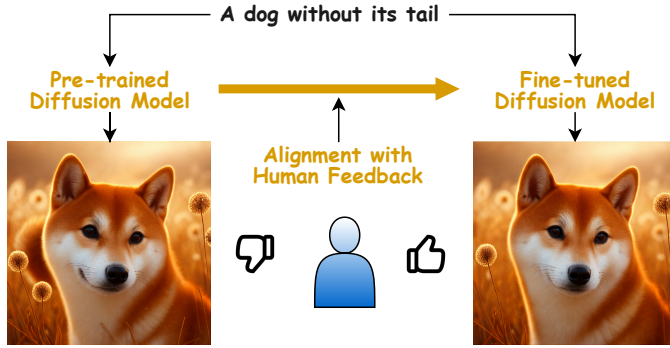 A dog without its tail
Pre-trained
Diffusion Model
Fine-tuned
Diffusion Model
Alignment with
Human Feedback